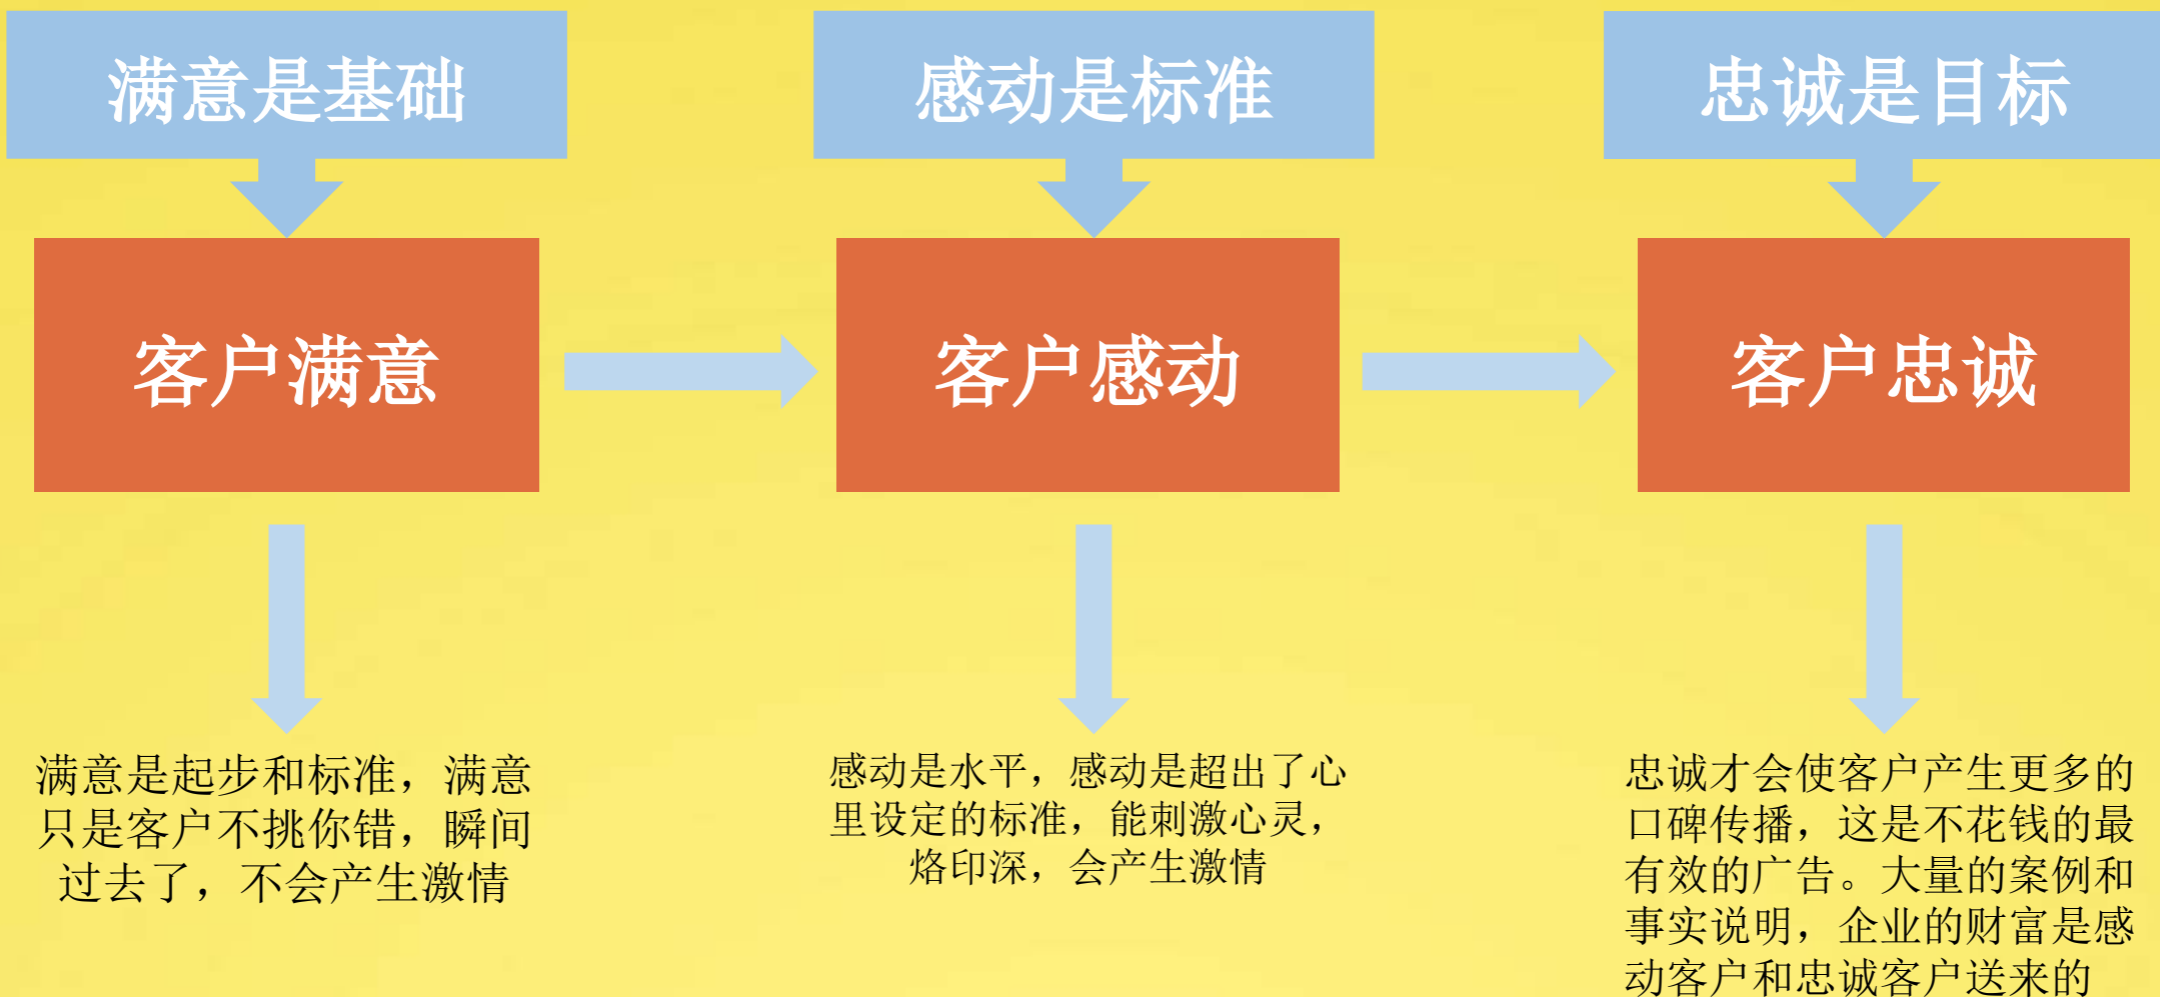 满意是基础
感动是标准
忠诚是目标
客户满意
客户感动
客户忠诚
满意是起步和标准，满意
只是客户不挑你错，瞬间
过去了，不会产生激情
感动是水平，感动是超出了心
里设定的标准，能刺激心灵，
烙印深，会产生激情
忠诚才会使客户产生更多的
口碑传播，这是不花钱的最
有效的广告。大量的案例和
事实说明，企业的财富是感
动客户和忠诚客户送来的